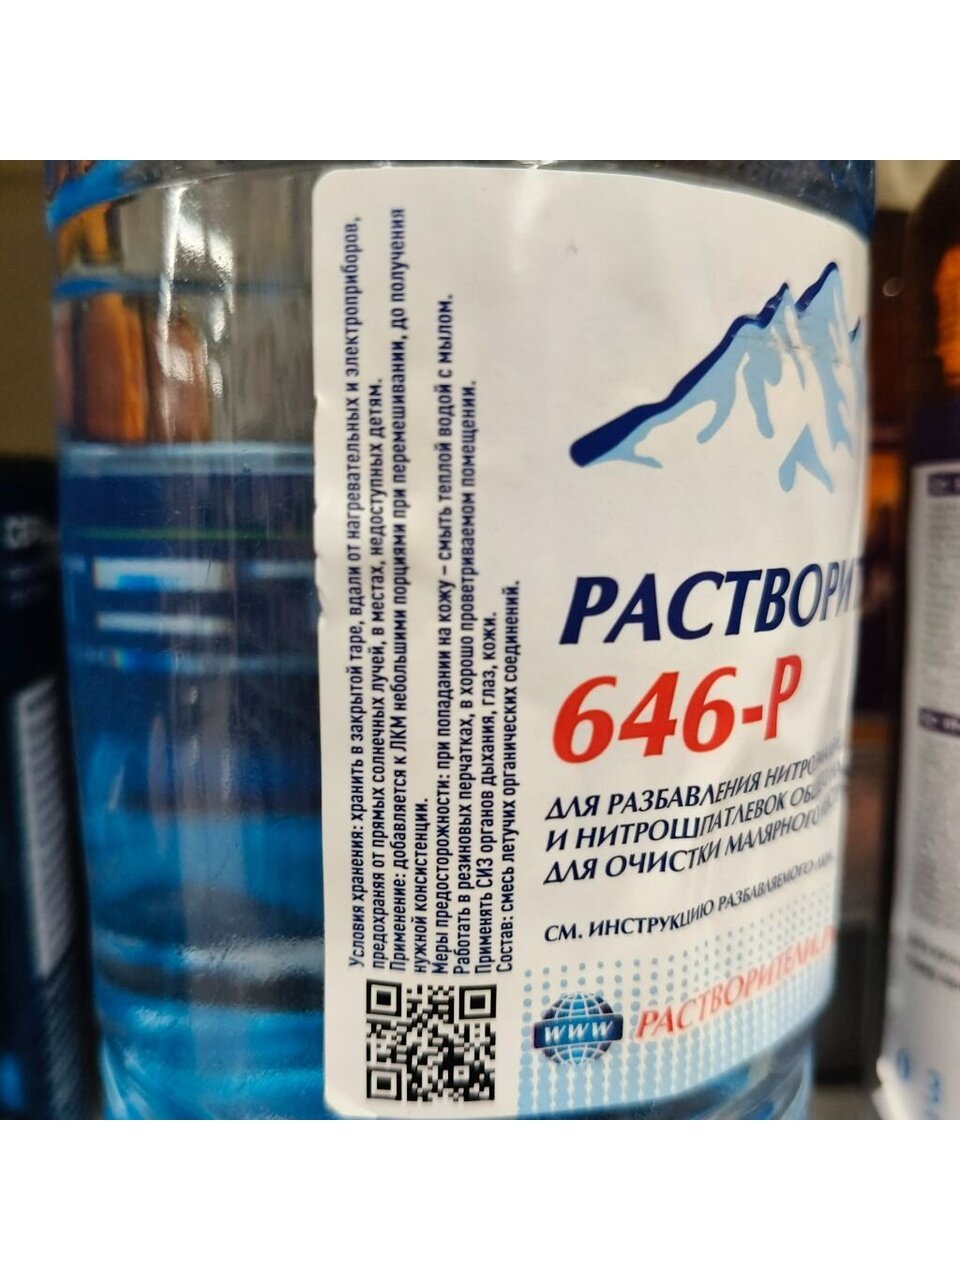 Условия хранения: хранить в закрытой таре, вдали от нагревательных и электроприборов,
предохраняя от прямых солнечных лучей, в местах, недоступных детям.
Применение: добавляется к ЛКМ небольшими порциями при перемешивании, до получения
нужной консистенции.
Меры предосторожности: при попадании на кожу – смыть теплой водой с мылом.
Работать в резиновых перчатках, в хорошо проветриваемом помещении.
Применять СИЗ органов дыхания, глаз, кожи.
Состав: смесь летучих органических соединений.
РАСТВОРИ
646-Р
ДЛЯ РАЗБАВЛЕНИЯ
И НИТРОШПАТЛЕВОК
ДЛЯ ОЧИСТКИ МАЛЯРНОГО
СМ. ИНСТРУКЦИЮ РАЗБАВЛЯЕМОГО
WWW РАСТВОРИТЕЛИ